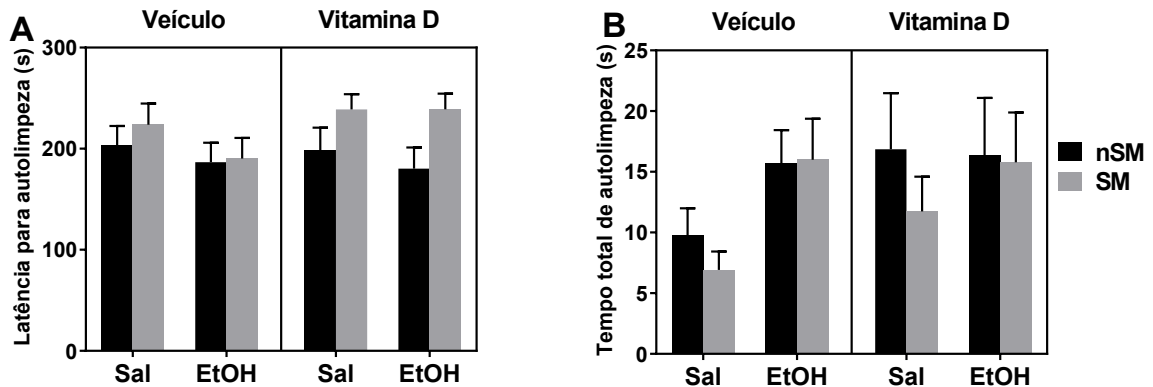 A
Veículo
Vitamina D
Latência para autolimpeza (s)
300
200
100
0
Sal
EtOH
Sal
EtOH
B
Veículo
Vitamina D
Tempo total de autolimpeza (s)
25
20
15
10
5
0
Sal
EtOH
Sal
EtOH
nSM
SM